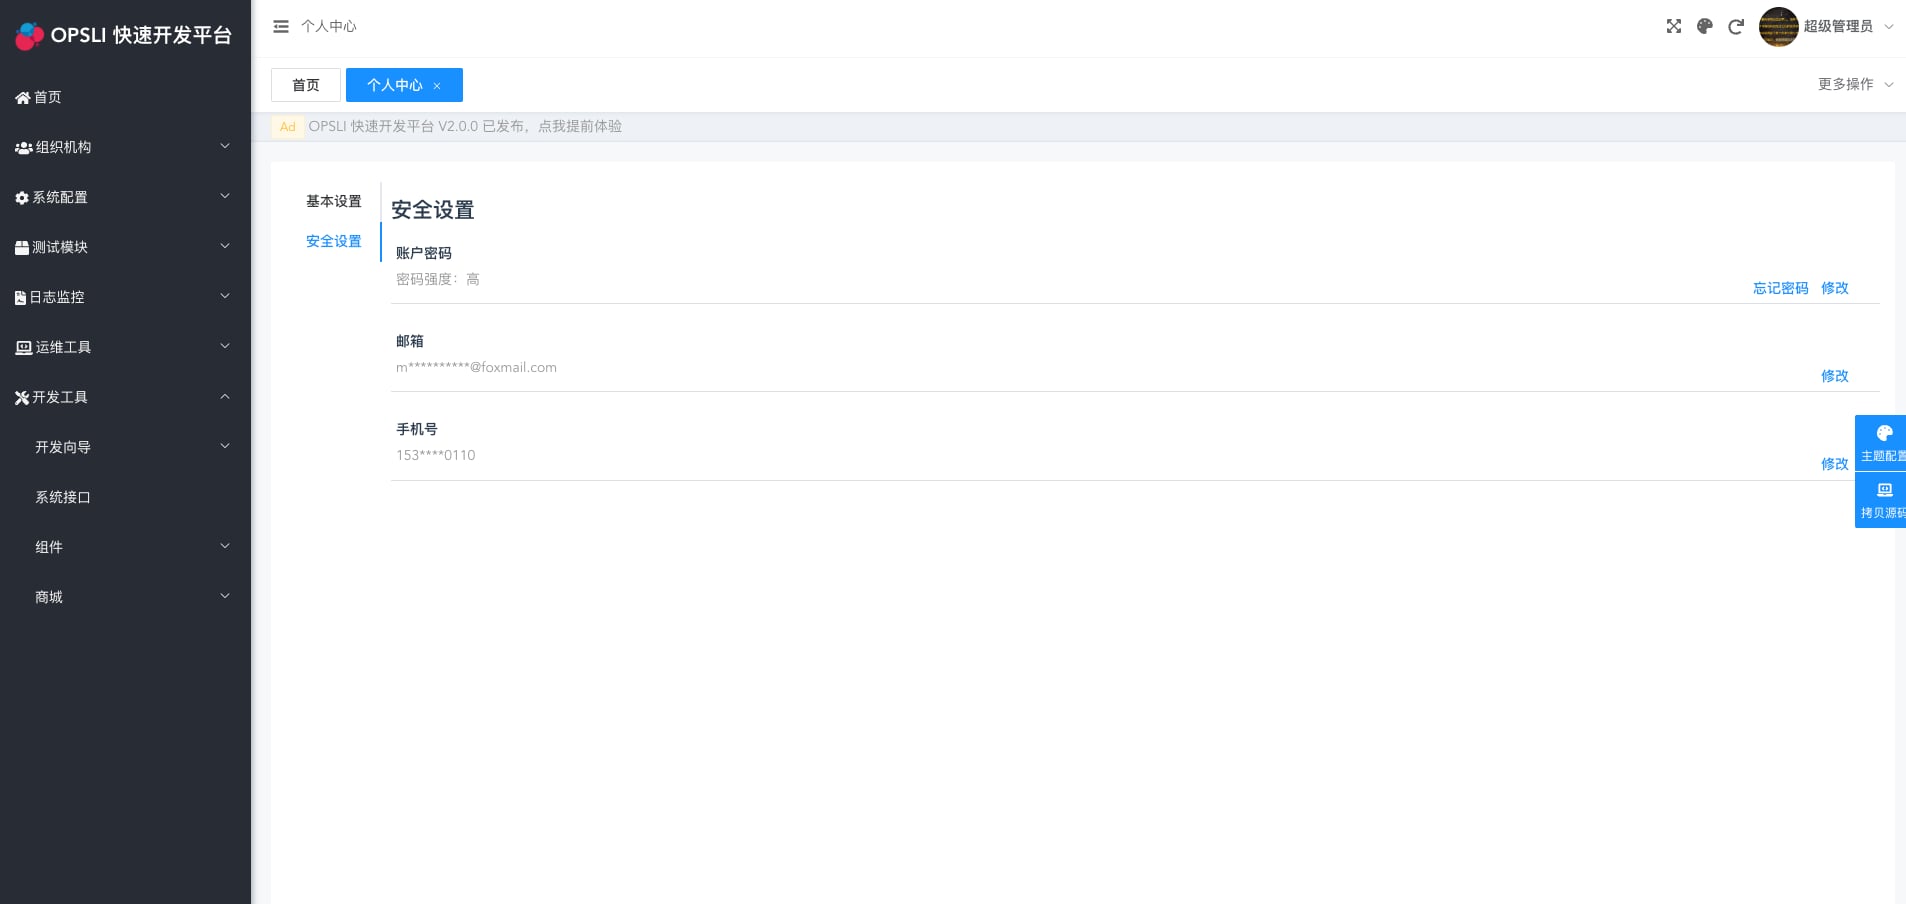 OPSLI 快速开发平台
首页
组织机构
系统配置
测试模块
日志监控
运维工具
开发工具
开发向导
系统接口
组件
商城
个人中心
超级管理员
首页
个人中心
更多操作
Ad OPSLI 快速开发平台 V2.0.0 已发布，点我提前体验
基本设置
安全设置
安全设置
账户密码
密码强度：高
忘记密码 修改
邮箱
m**********@foxmail.com
修改
手机号
153****0110
修改
主题配置
拷贝源码